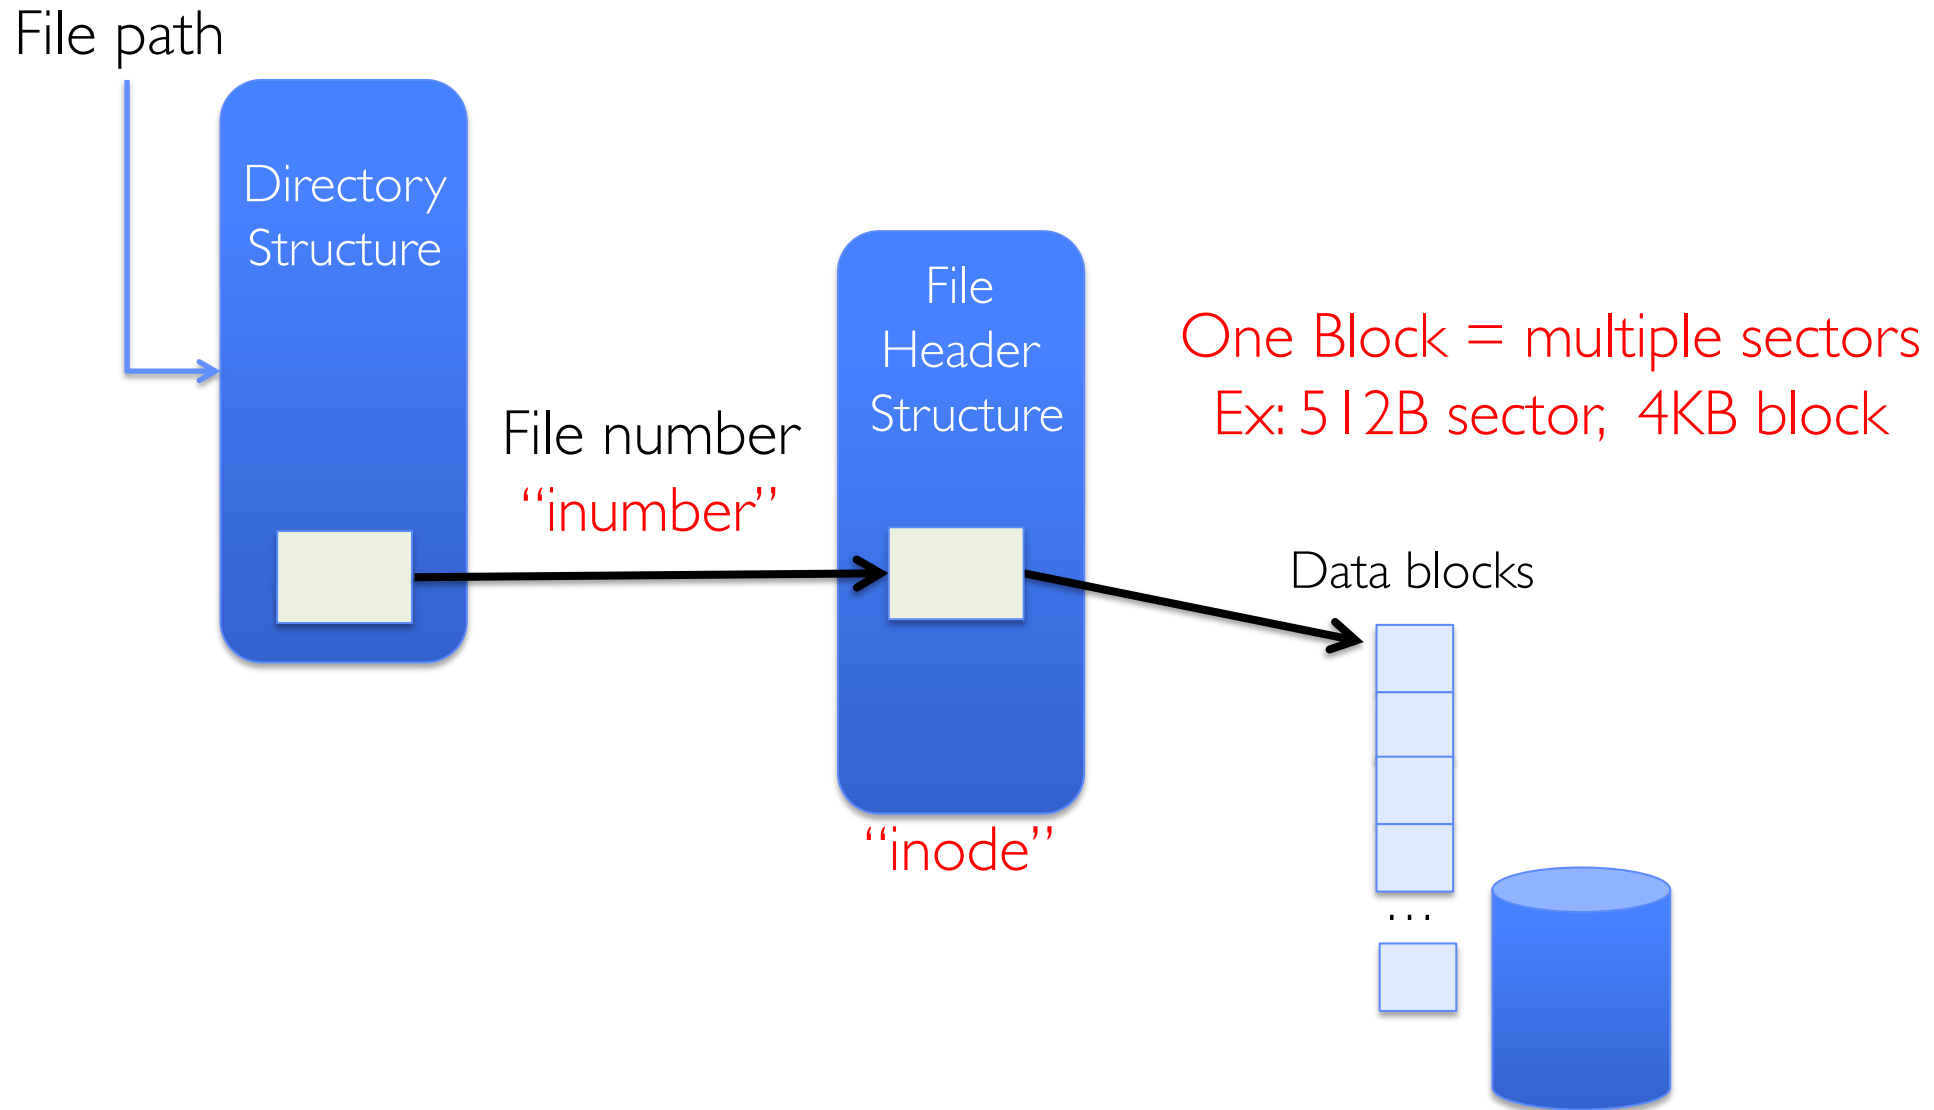 File path
Directory
Structure
File number
“inumber”
File
Header
Structure
“inode”
One Block = multiple sectors
Ex: 512B sector, 4KB block
Data blocks
...